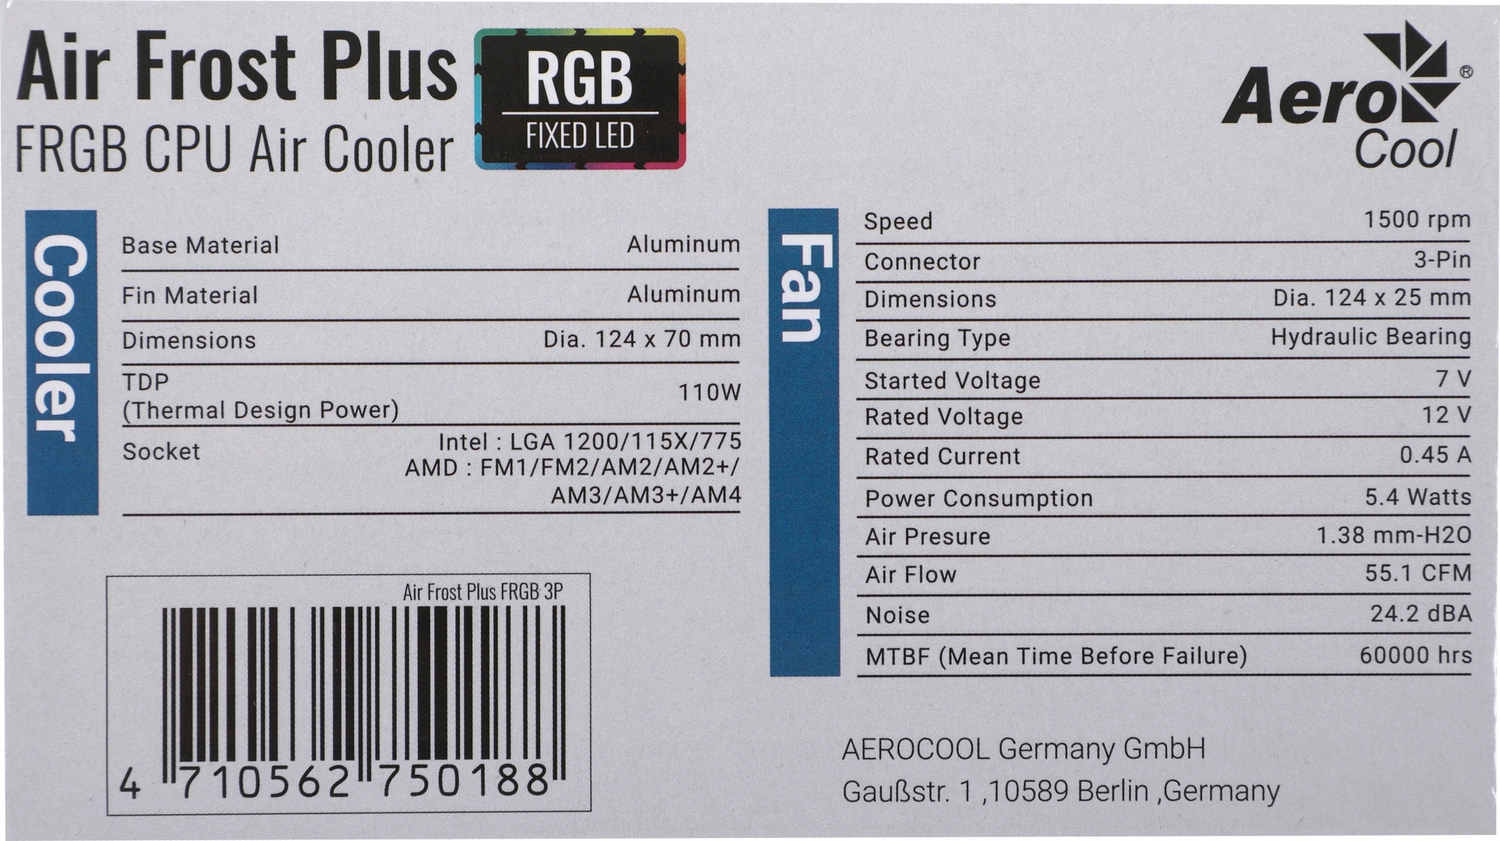 Air Frost Plus
FRGB CPU Air Cooler
RGB
FIXED LED
Aero
Cool
®
Cooler
Base Material Aluminum
Fin Material Aluminum
Dimensions Dia. 124 x 70 mm
TDP
(Thermal Design Power) 110W
Socket Intel : LGA 1200/115X/775
AMD : FM1/FM2/AM2/AM2+/
AM3/AM3+/AM4
Fan
Speed 1500 rpm
Connector 3-Pin
Dimensions Dia. 124 x 25 mm
Bearing Type Hydraulic Bearing
Started Voltage 7 V
Rated Voltage 12 V
Rated Current 0.45 A
Power Consumption 5.4 Watts
Air Presure 1.38 mm-H2O
Air Flow 55.1 CFM
Noise 24.2 dBA
MTBF (Mean Time Before Failure) 60000 hrs
Air Frost Plus FRGB 3P
4 710562 750188
AEROCOOL Germany GmbH
Gaußstr. 1 ,10589 Berlin ,Germany